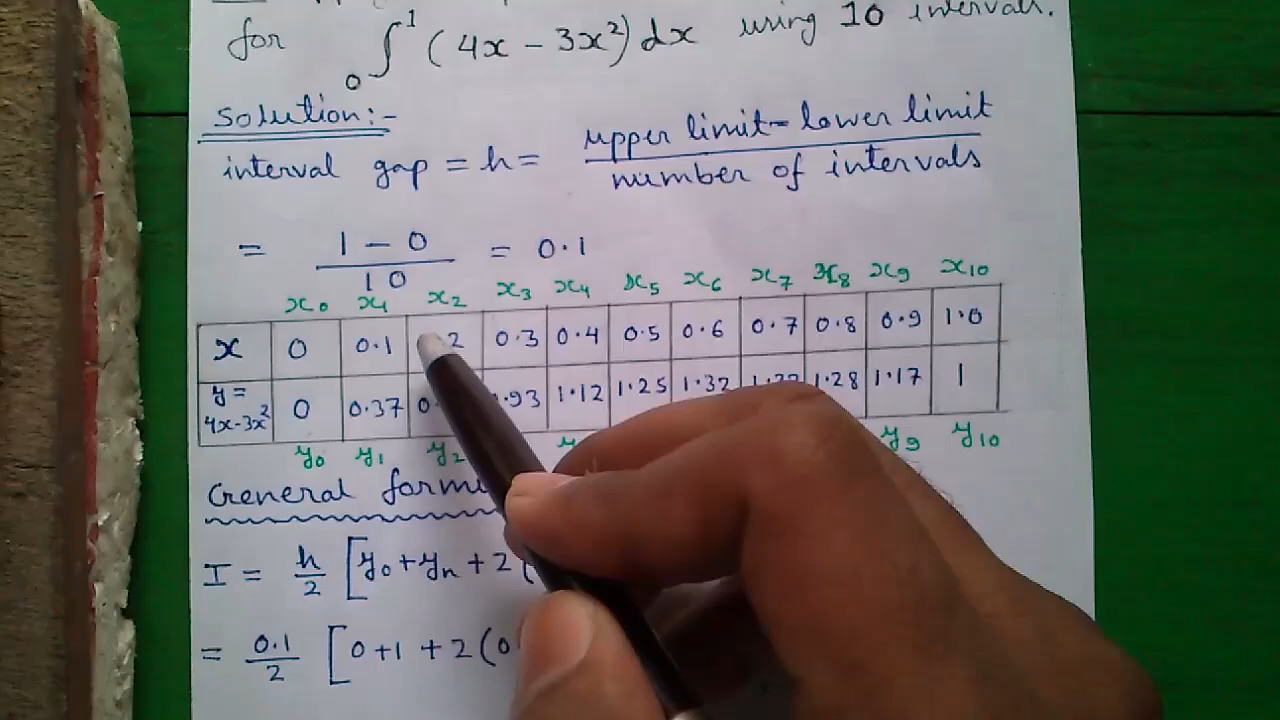 for ∫₀¹ (4x − 3x²) dx using 10 intervals.
Solution:-
interval gap = h = upper limit - lower limit
number of intervals
= 1 − 0 / 10 = 0.1
x₀ x₁ x₂ x₃ x₄ x₅ x₆ x₇ x₈ x₉ x₁₀
x 0 0.1 2 0.3 0.4 0.5 0.6 0.7 0.8 0.9 1.0
y = 4x-3x² 0 0.37 0. .93 1.12 1.25 1.32 1.28 1.17 1
y₀ y₁ y₂ y₉ y₁₀
General
I = h/2 [y₀ + yₙ + 2(
= 0.1/2 [0+1 + 2(0